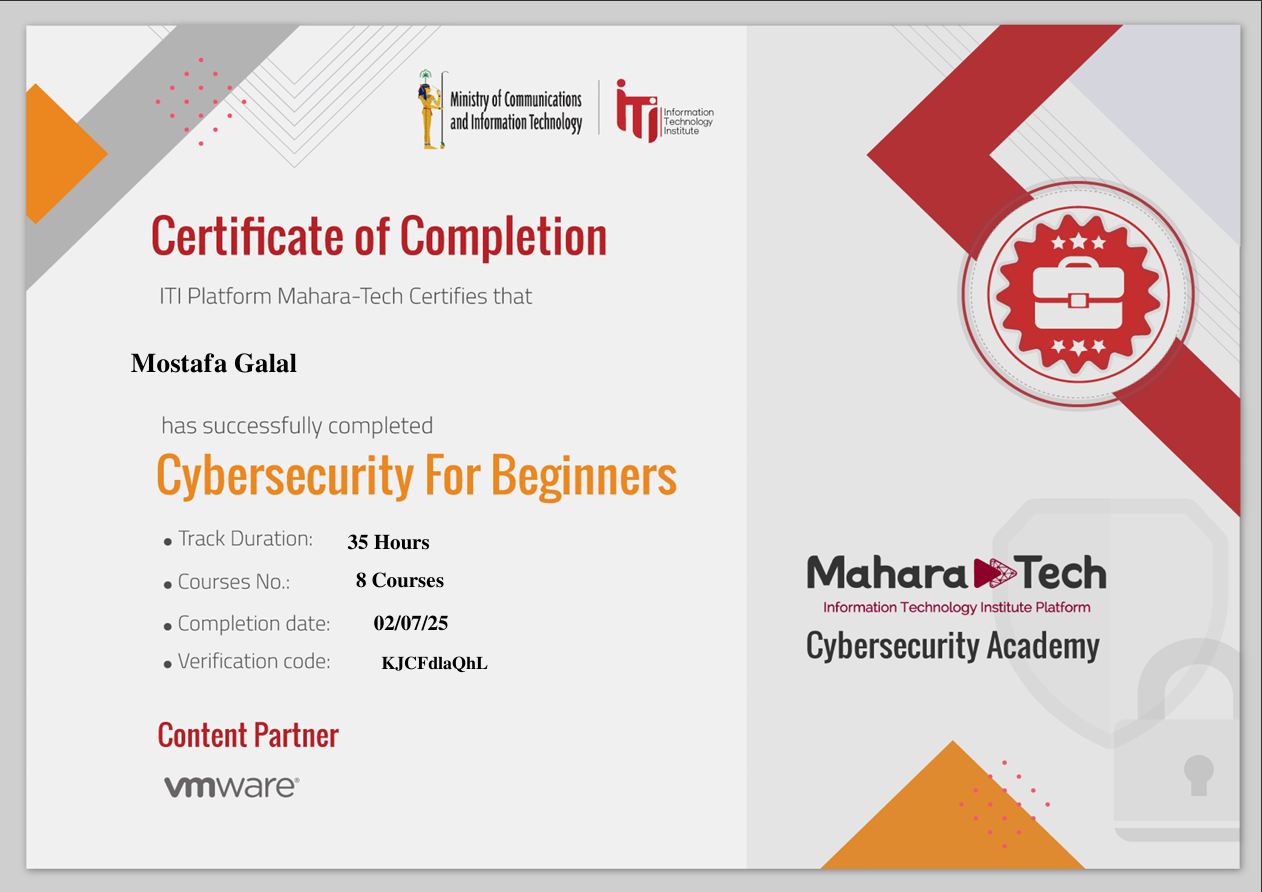 Ministry of Communications
and Information Technology
iTi
Information
Technology
Institute
Certificate of Completion
ITI Platform Mahara-Tech Certifies that
Mostafa Galal
has successfully completed
Cybersecurity For Beginners
• Track Duration: 35 Hours
• Courses No.: 8 Courses
• Completion date: 02/07/25
• Verification code: KJCFdlaQhL
Content Partner
vmware®
Mahara Tech
Information Technology Institute Platform
Cybersecurity Academy